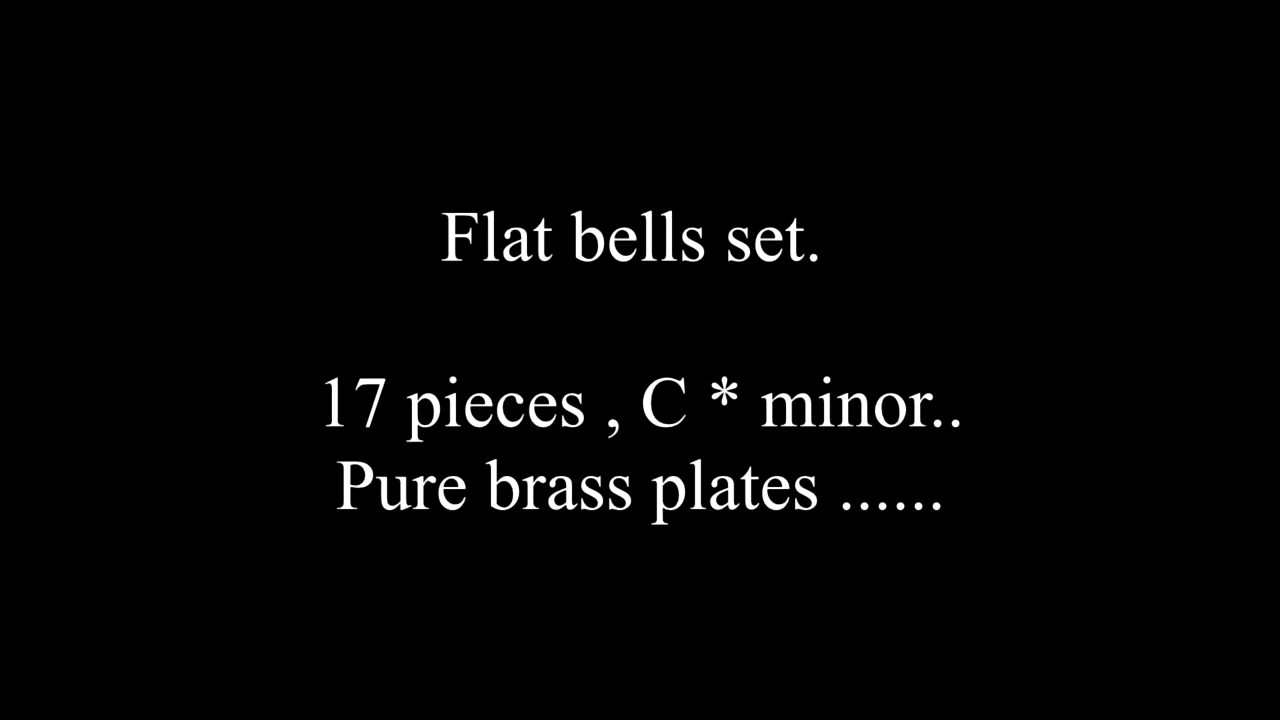 Flat bells set.
17 pieces , C * minor..
Pure brass plates ......